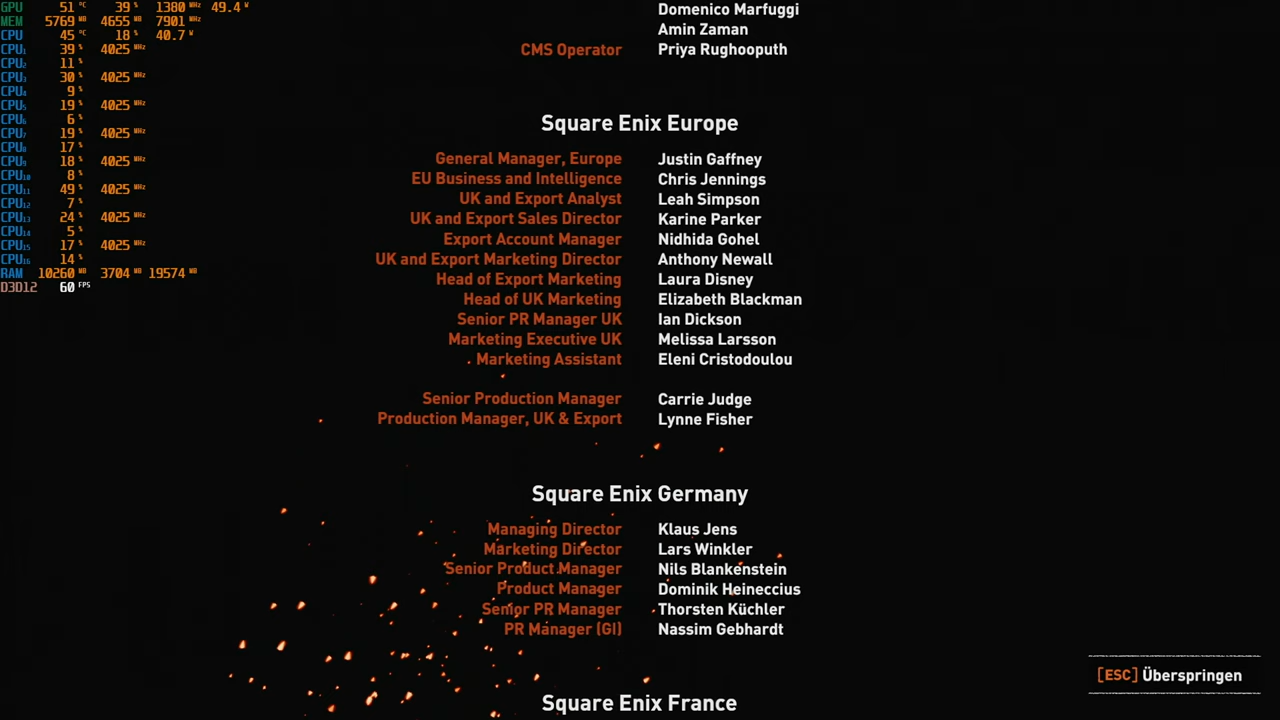 GPU 51 °C 39 % 1380 MHz 49.4 W
MEM 5769 MB 4655 MB 7901 MHz
CPU 45 °C 18 % 40.7 W
CPU1 39 % 4025 MHz
CPU2 11 %
CPU3 30 % 4025 MHz
CPU4 9 %
CPU5 19 % 4025 MHz
CPU6 6 %
CPU7 19 % 4025 MHz
CPU8 17 %
CPU9 18 % 4025 MHz
CPU10 8 %
CPU11 49 % 4025 MHz
CPU12 7 %
CPU13 24 % 4025 MHz
CPU14 5 %
CPU15 17 % 4025 MHz
CPU16 14 %
RAM 10260 MB 3704 MB 19574 MB
D3D12 60 FPS
Domenico Marfuggi
Amin Zaman
CMS Operator Priya Rughooputh
Square Enix Europe
General Manager, Europe Justin Gaffney
EU Business and Intelligence Chris Jennings
UK and Export Analyst Leah Simpson
UK and Export Sales Director Karine Parker
Export Account Manager Nidhida Gohel
UK and Export Marketing Director Anthony Newall
Head of Export Marketing Laura Disney
Head of UK Marketing Elizabeth Blackman
Senior PR Manager UK Ian Dickson
Marketing Executive UK Melissa Larsson
Marketing Assistant Eleni Cristodoulou
Senior Production Manager Carrie Judge
Production Manager, UK & Export Lynne Fisher
Square Enix Germany
Managing Director Klaus Jens
Marketing Director Lars Winkler
Senior Product Manager Nils Blankenstein
Product Manager Dominik Heineccius
Senior PR Manager Thorsten Küchler
PR Manager (GI) Nassim Gebhardt
[ESC] Überspringen
Square Enix France